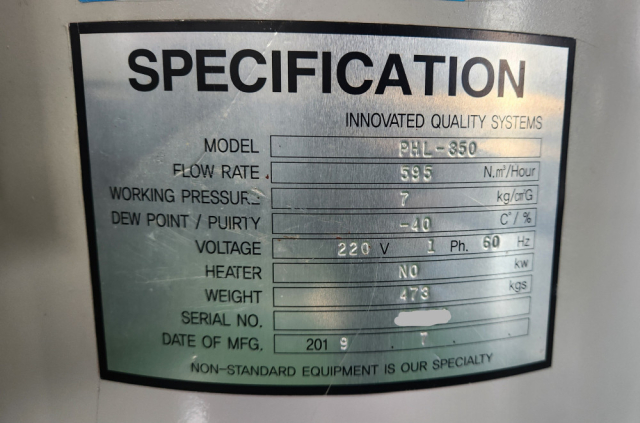 SPECIFICATION
INNOVATED QUALITY SYSTEMS
MODEL PHL-350
FLOW RATE 595 N.m³/Hour
WORKING PRESSURE 7 kg/cm²G
DEW POINT / PUIRTY -40 C° / %
VOLTAGE 220 V 1 Ph. 60 Hz
HEATER NO kw
WEIGHT 473 kgs
SERIAL NO.
DATE OF MFG. 2019 . 7 . .
NON-STANDARD EQUIPMENT IS OUR SPECIALTY